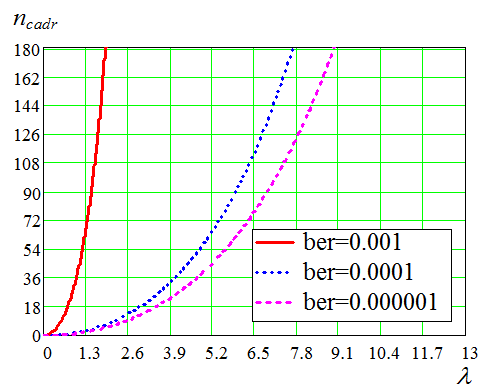 n_cadr
180
162
144
126
108
90
72
54
36
18
0
ber=0.001
ber=0.0001
ber=0.000001
0 1.3 2.6 3.9 5.2 6.5 7.8 9.1 10.4 11.7 13
λ